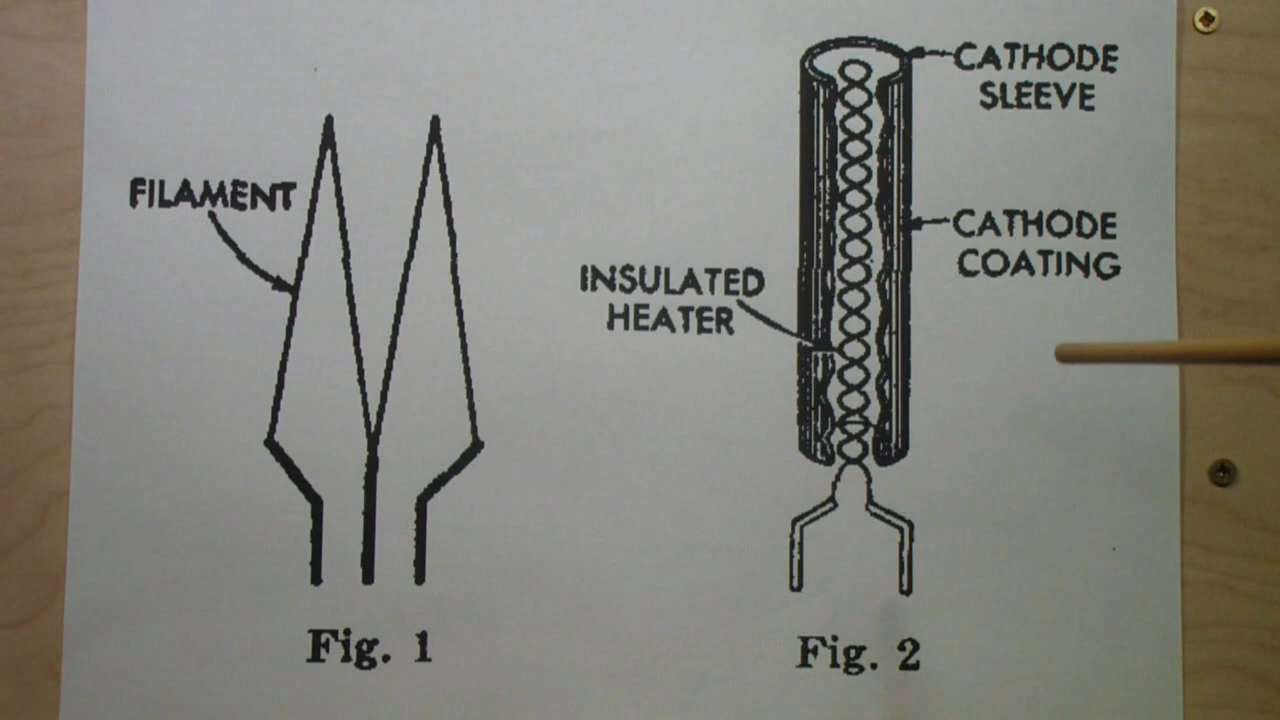 FILAMENT
Fig. 1
CATHODE
SLEEVE
CATHODE
COATING
INSULATED
HEATER
Fig. 2